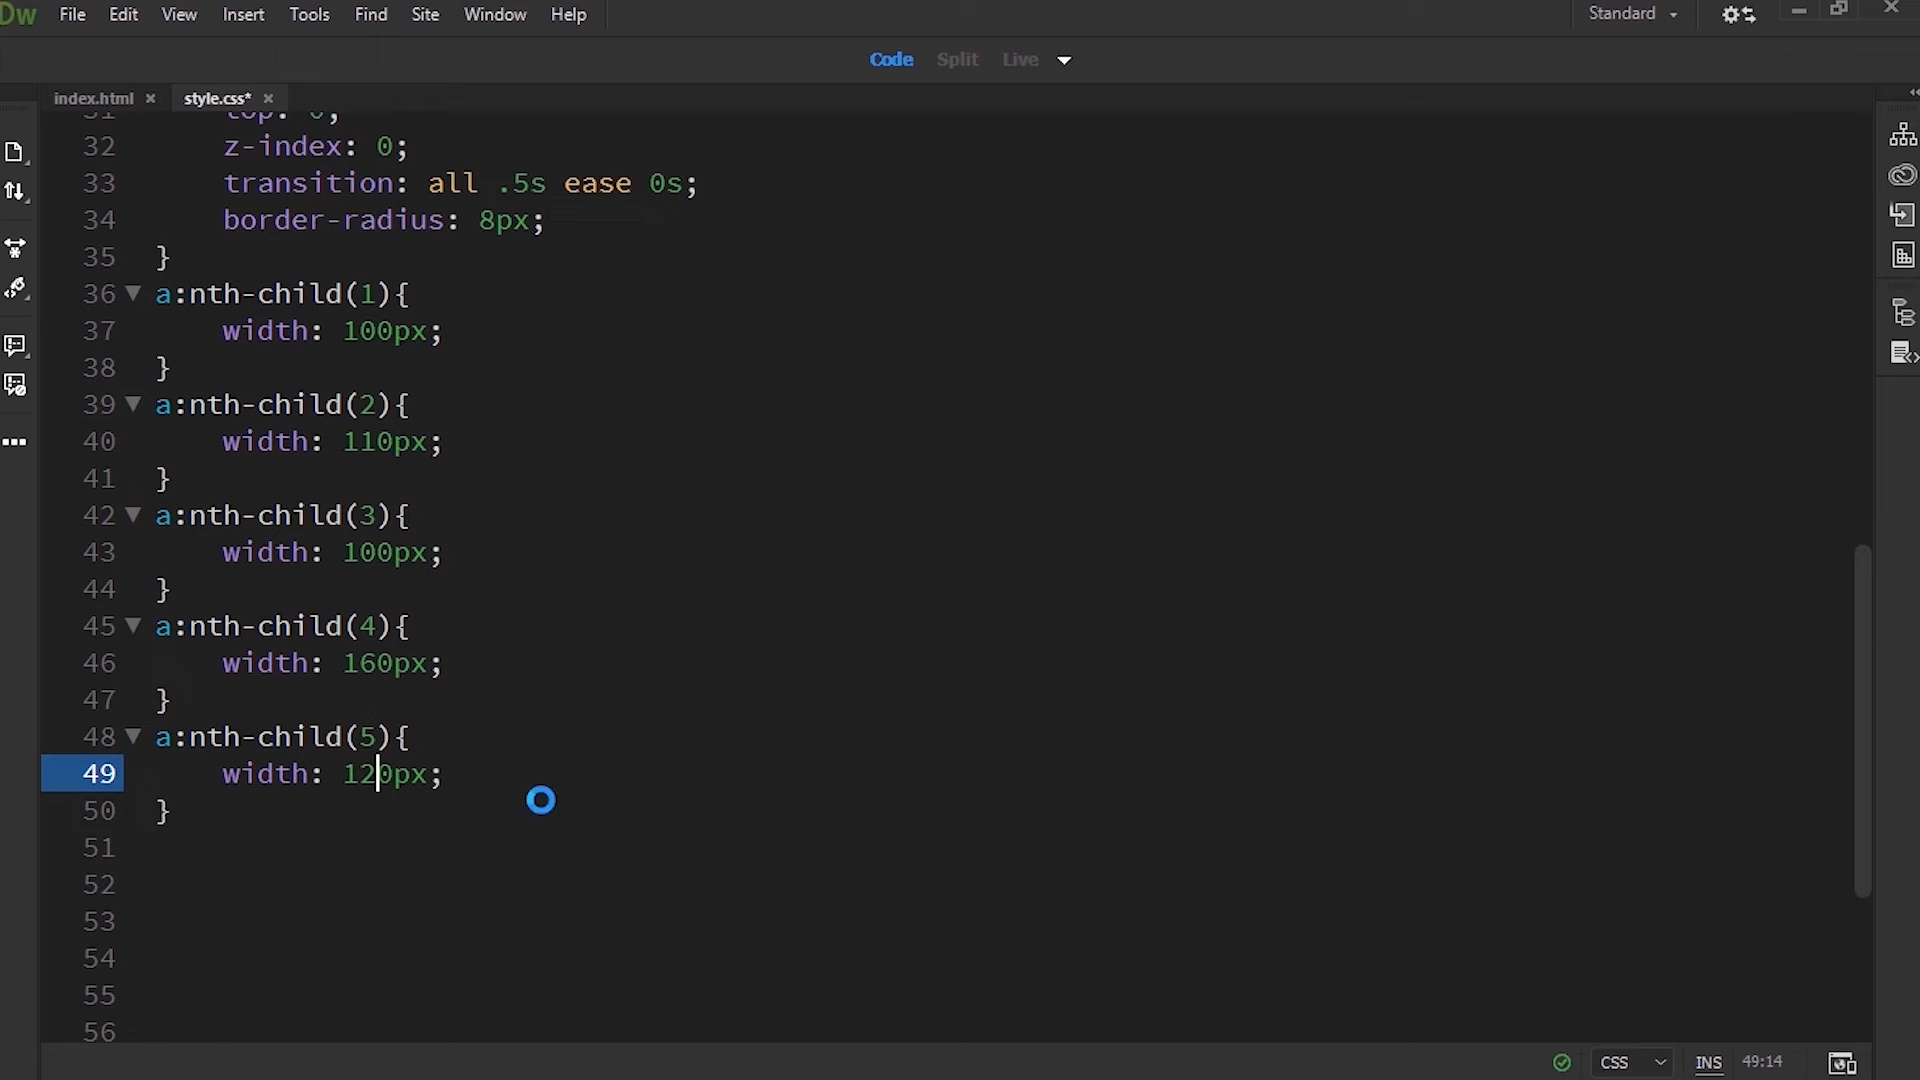 Dw File Edit View Insert Tools Find Site Window Help Standard
Code Split Live
index.html × style.css* ×
31 top: 0;
32 z-index: 0;
33 transition: all .5s ease 0s;
34 border-radius: 8px;
35 }
36 a:nth-child(1){
37 width: 100px;
38 }
39 a:nth-child(2){
40 width: 110px;
41 }
42 a:nth-child(3){
43 width: 100px;
44 }
45 a:nth-child(4){
46 width: 160px;
47 }
48 a:nth-child(5){
49 width: 120px;
50 }
51
52
53
54
55
56
CSS INS 49:14